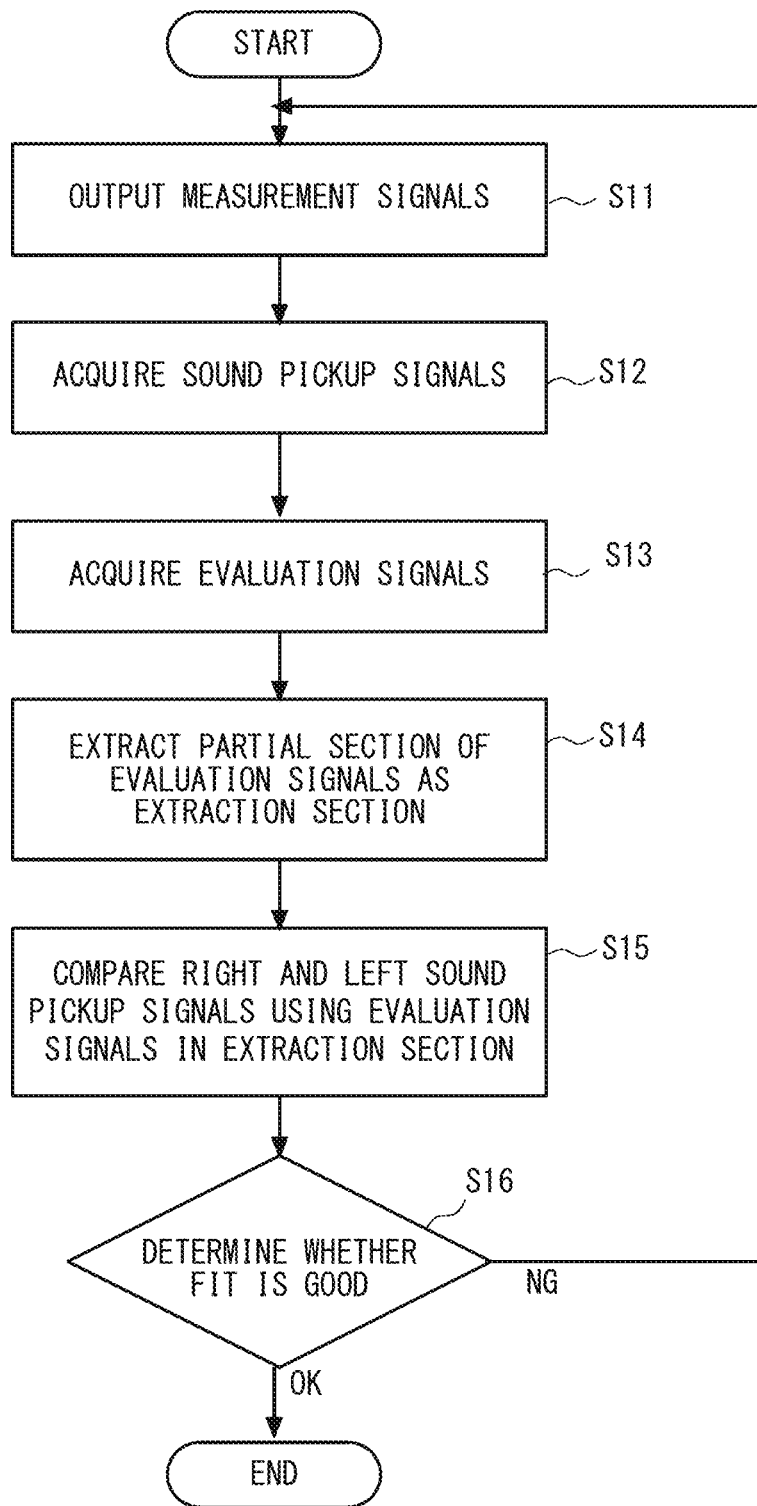 START
OUTPUT MEASUREMENT SIGNALS
S11
ACQUIRE SOUND PICKUP SIGNALS
S12
ACQUIRE EVALUATION SIGNALS
S13
EXTRACT PARTIAL SECTION OF
EVALUATION SIGNALS AS
EXTRACTION SECTION
S14
COMPARE RIGHT AND LEFT SOUND
PICKUP SIGNALS USING EVALUATION
SIGNALS IN EXTRACTION SECTION
S15
S16
DETERMINE WHETHER
FIT IS GOOD
NG
OK
END